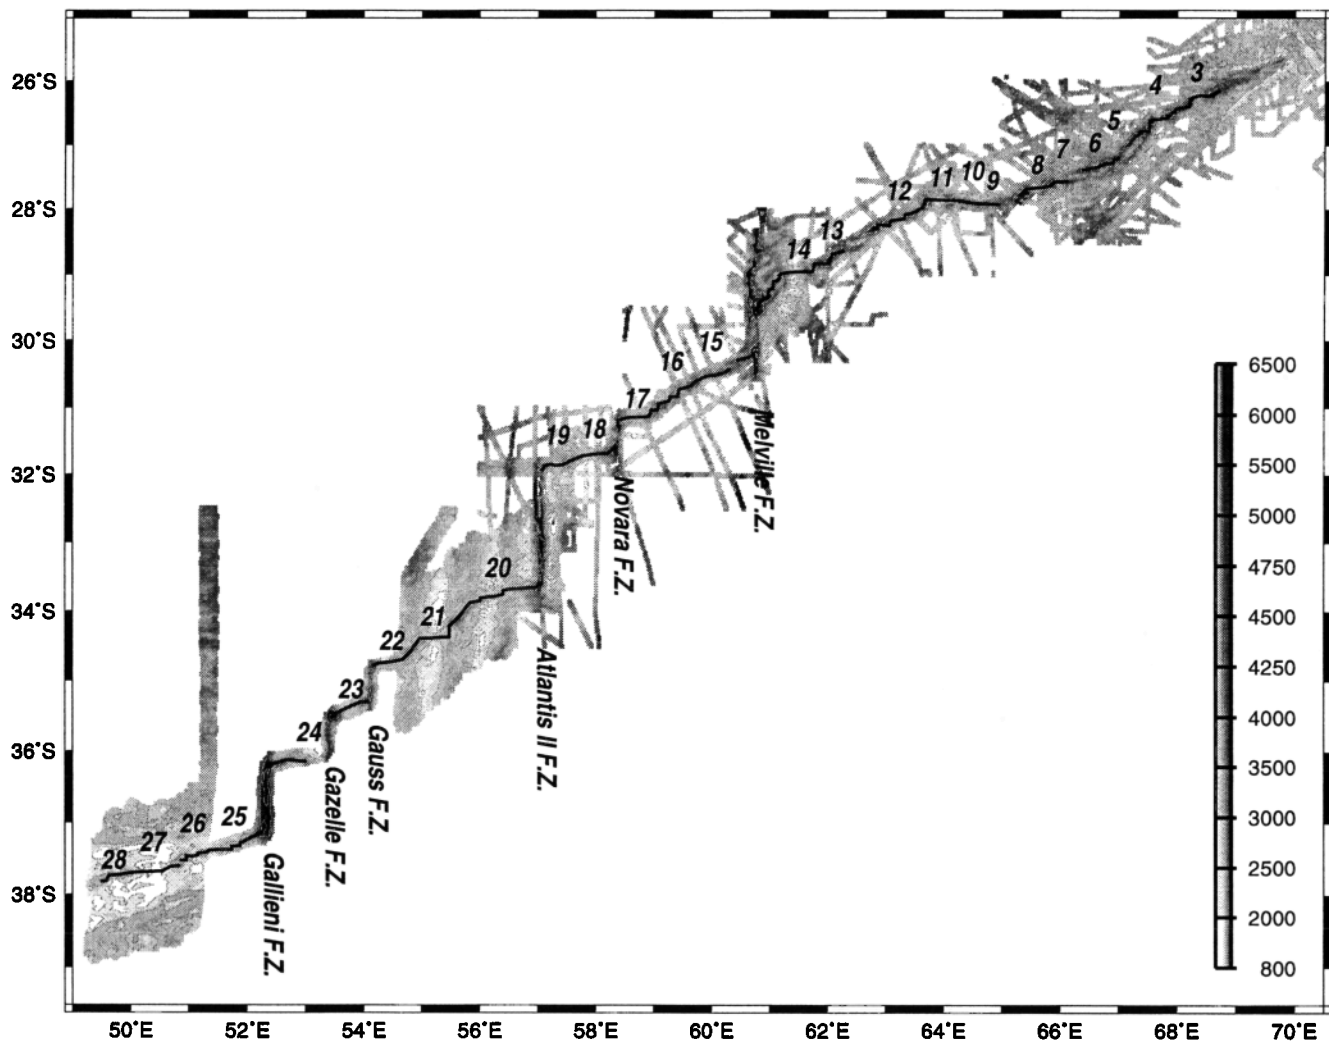 26°S
28°S
30°S
32°S
34°S
36°S
38°S
3
4
5
6
7
8
9
10
11
12
13
14
15
16
17
18
19
20
21
22
23
24
25
26
27
28
Melville F.Z.
Novara F.Z.
Atlantis II F.Z.
Gauss F.Z.
Gazelle F.Z.
Gallieni F.Z.
6500
6000
5500
5000
4750
4500
4250
4000
3500
3000
2500
2000
800
50°E
52°E
54°E
56°E
58°E
60°E
62°E
64°E
66°E
68°E
70°E